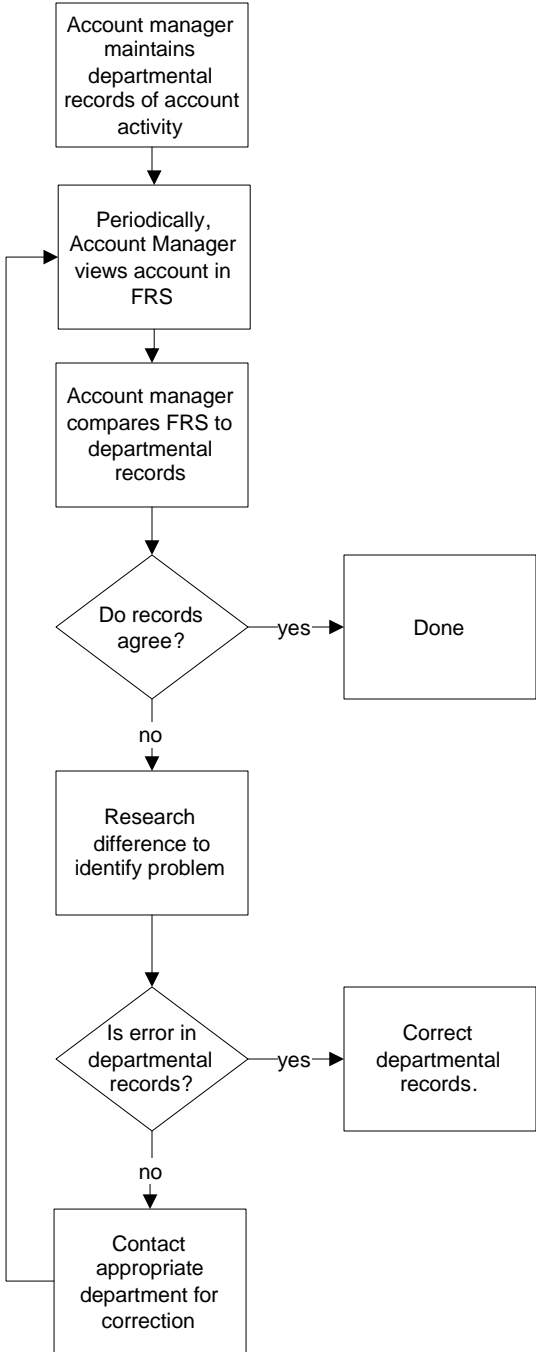 Account manager
maintains
departmental
records of account
activity
Periodically,
Account Manager
views account in
FRS
Account manager
compares FRS to
departmental
records
Do records
agree?
yes
Done
no
Research
difference to
identify problem
Is error in
departmental
records?
yes
Correct
departmental
records.
no
Contact
appropriate
department for
correction